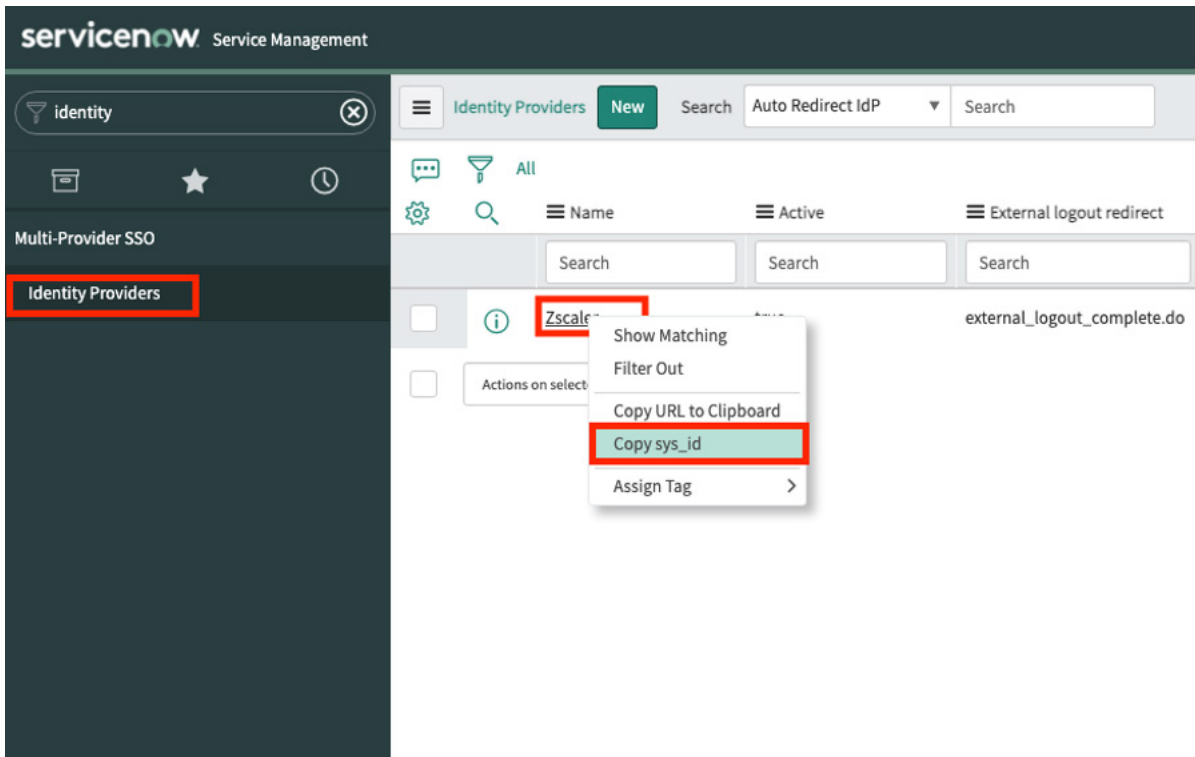 servicenow Service Management
identity
Identity Providers New Search Auto Redirect IdP Search
All
Multi-Provider SSO
Identity Providers
Name Active External logout redirect
Search Search Search
Zscaler external_logout_complete.do
Show Matching
Filter Out
Actions on
Copy URL to Clipboard
Copy sys_id
Assign Tag